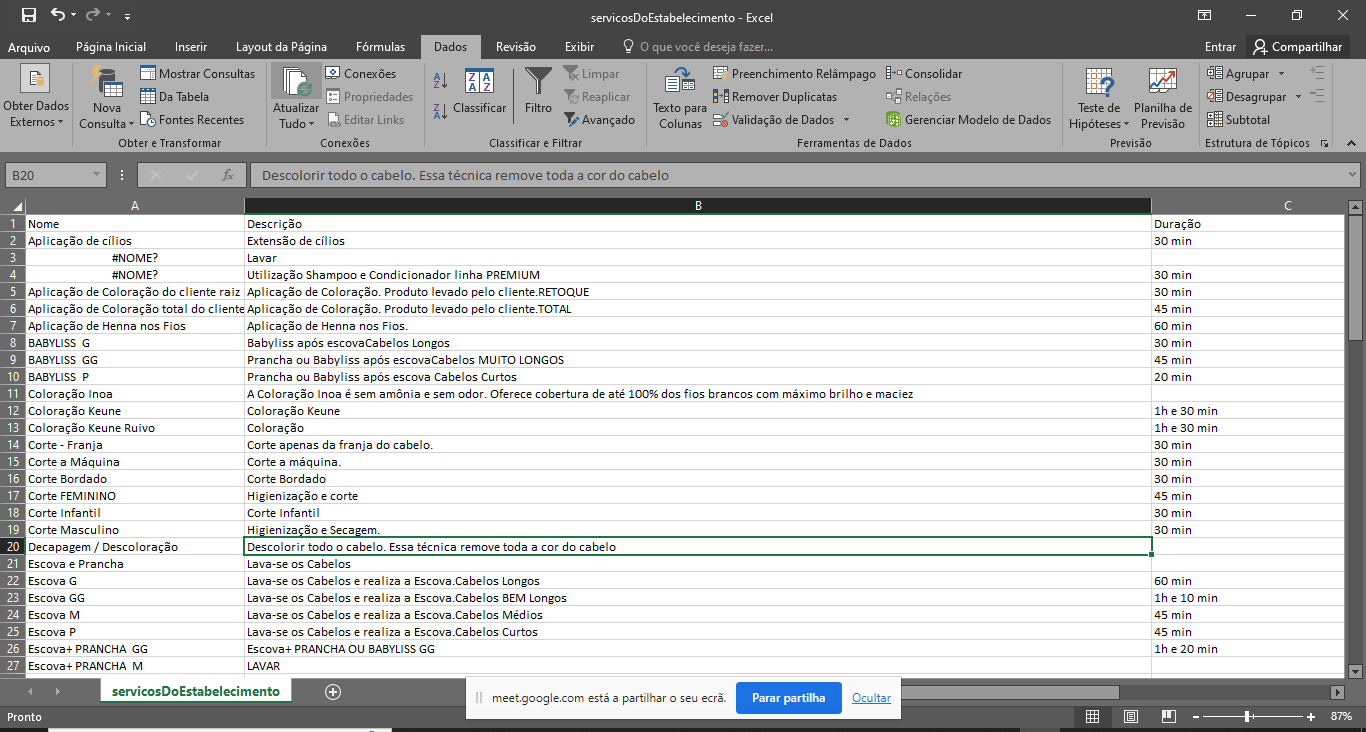 servicosDoEstabelecimento - Excel
Arquivo Página Inicial Inserir Layout da Página Fórmulas Dados Revisão Exibir O que você deseja fazer... Entrar Compartilhar
Obter Dados Externos
Nova Consulta
Mostrar Consultas
Da Tabela
Fontes Recentes
Obter e Transformar
Atualizar Tudo
Conexões
Propriedades
Editar Links
Conexões
Classificar
Filtro
Limpar
Reaplicar
Avançado
Classificar e Filtrar
Texto para Colunas
Preenchimento Relâmpago
Remover Duplicatas
Validação de Dados
Consolidar
Relações
Gerenciar Modelo de Dados
Ferramentas de Dados
Teste de Hipóteses
Planilha de Previsão
Previsão
Agrupar
Desagrupar
Subtotal
Estrutura de Tópicos
B20 fx Descolorir todo o cabelo. Essa técnica remove toda a cor do cabelo
A B C
1 Nome Descrição Duração
2 Aplicação de cílios Extensão de cílios 30 min
3 #NOME? Lavar
4 #NOME? Utilização Shampoo e Condicionador linha PREMIUM 30 min
5 Aplicação de Coloração do cliente raiz Aplicação de Coloração. Produto levado pelo cliente.RETOQUE 30 min
6 Aplicação de Coloração total do cliente Aplicação de Coloração. Produto levado pelo cliente.TOTAL 45 min
7 Aplicação de Henna nos Fios Aplicação de Henna nos Fios. 60 min
8 BABYLISS G Babyliss após escovaCabelos Longos 30 min
9 BABYLISS GG Prancha ou Babyliss após escovaCabelos MUITO LONGOS 45 min
10 BABYLISS P Prancha ou Babyliss após escova Cabelos Curtos 20 min
11 Coloração Inoa A Coloração Inoa é sem amônia e sem odor. Oferece cobertura de até 100% dos fios brancos com máximo brilho e maciez
12 Coloração Keune Coloração Keune 1h e 30 min
13 Coloração Keune Ruivo Coloração 1h e 30 min
14 Corte - Franja Corte apenas da franja do cabelo. 30 min
15 Corte a Máquina Corte a máquina. 30 min
16 Corte Bordado Corte Bordado 30 min
17 Corte FEMININO Higienização e corte 45 min
18 Corte Infantil Corte Infantil 30 min
19 Corte Masculino Higienização e Secagem. 30 min
20 Decapagem / Descoloração Descolorir todo o cabelo. Essa técnica remove toda a cor do cabelo
21 Escova e Prancha Lava-se os Cabelos
22 Escova G Lava-se os Cabelos e realiza a Escova.Cabelos Longos 60 min
23 Escova GG Lava-se os Cabelos e realiza a Escova.Cabelos BEM Longos 1h e 10 min
24 Escova M Lava-se os Cabelos e realiza a Escova.Cabelos Médios 45 min
25 Escova P Lava-se os Cabelos e realiza a Escova.Cabelos Curtos 45 min
26 Escova+ PRANCHA GG Escova+ PRANCHA OU BABYLISS GG 1h e 20 min
27 Escova+ PRANCHA M LAVAR
servicosDoEstabelecimento
meet.google.com está a partilhar o seu ecrã. Parar partilha Ocultar
Pronto 87%